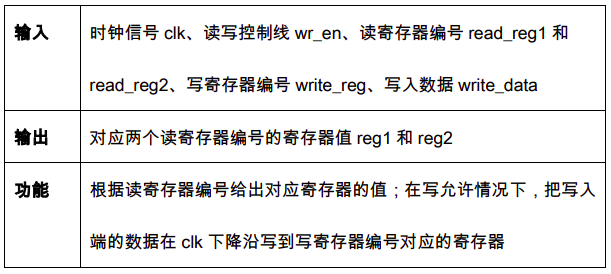 输入
时钟信号 clk、读写控制线 wr_en、读寄存器编号 read_reg1 和
read_reg2、写寄存器编号 write_reg、写入数据 write_data
输出
对应两个读寄存器编号的寄存器值 reg1 和 reg2
功能
根据读寄存器编号给出对应寄存器的值；在写允许情况下，把写入
端的数据在 clk 下降沿写到写寄存器编号对应的寄存器